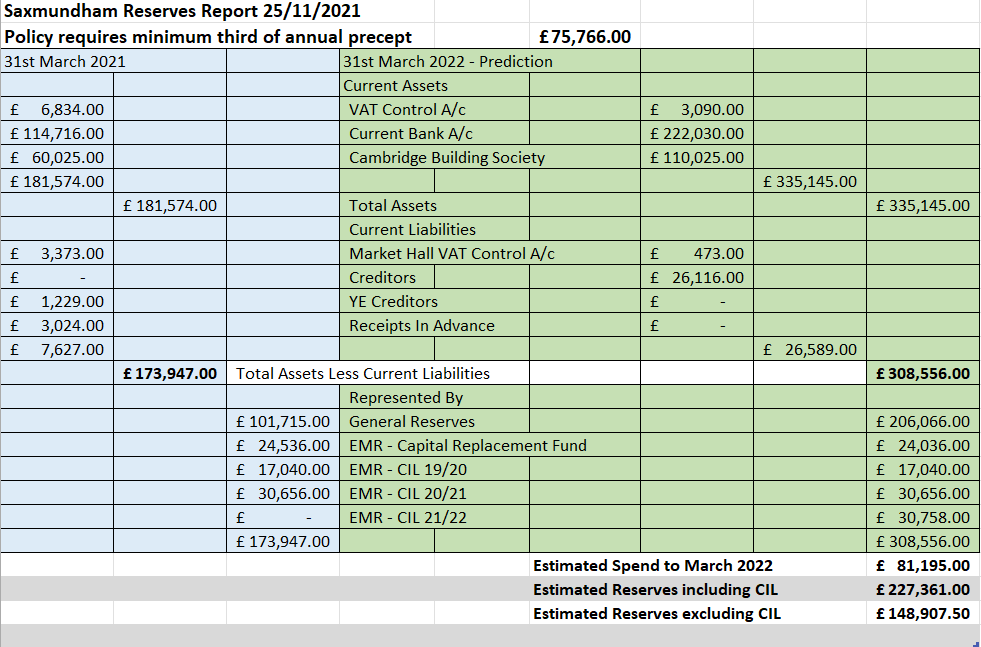 Saxmundham Reserves Report 25/11/2021
Policy requires minimum third of annual precept £75,766.00
31st March 2021 31st March 2022 - Prediction
Current Assets
£ 6,834.00 VAT Control A/c £ 3,090.00
£ 114,716.00 Current Bank A/c £ 222,030.00
£ 60,025.00 Cambridge Building Society £ 110,025.00
£ 181,574.00 £ 335,145.00
£ 181,574.00 Total Assets £ 335,145.00
Current Liabilities
£ 3,373.00 Market Hall VAT Control A/c £ 473.00
£ - Creditors £ 26,116.00
£ 1,229.00 YE Creditors £ -
£ 3,024.00 Receipts In Advance £ -
£ 7,627.00 £ 26,589.00
£ 173,947.00 Total Assets Less Current Liabilities £ 308,556.00
Represented By
£ 101,715.00 General Reserves £ 206,066.00
£ 24,536.00 EMR - Capital Replacement Fund £ 24,036.00
£ 17,040.00 EMR - CIL 19/20 £ 17,040.00
£ 30,656.00 EMR - CIL 20/21 £ 30,656.00
£ - EMR - CIL 21/22 £ 30,758.00
£ 173,947.00 £ 308,556.00
Estimated Spend to March 2022 £ 81,195.00
Estimated Reserves including CIL £ 227,361.00
Estimated Reserves excluding CIL £ 148,907.50